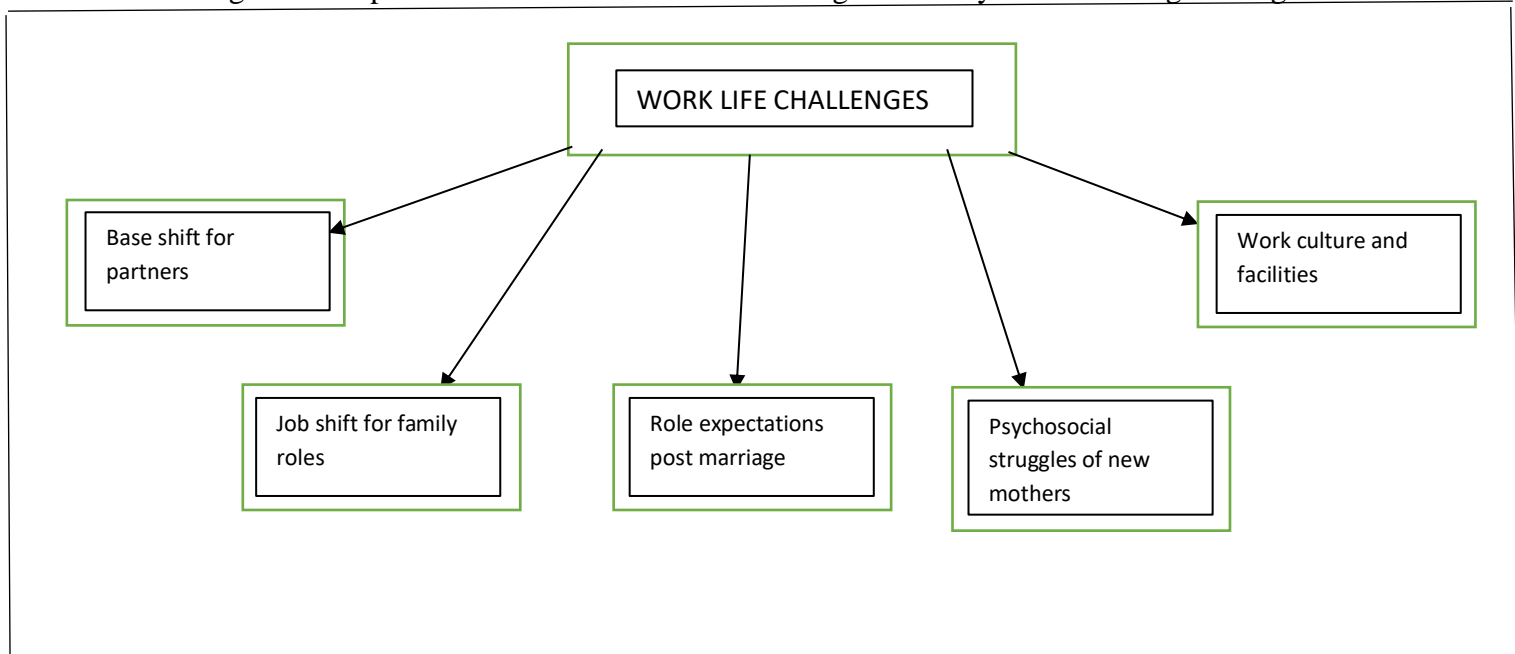 WORK LIFE CHALLENGES
Base shift for
partners
Work culture and
facilities
Job shift for family
roles
Role expectations
post marriage
Psychosocial
struggles of new
mothers